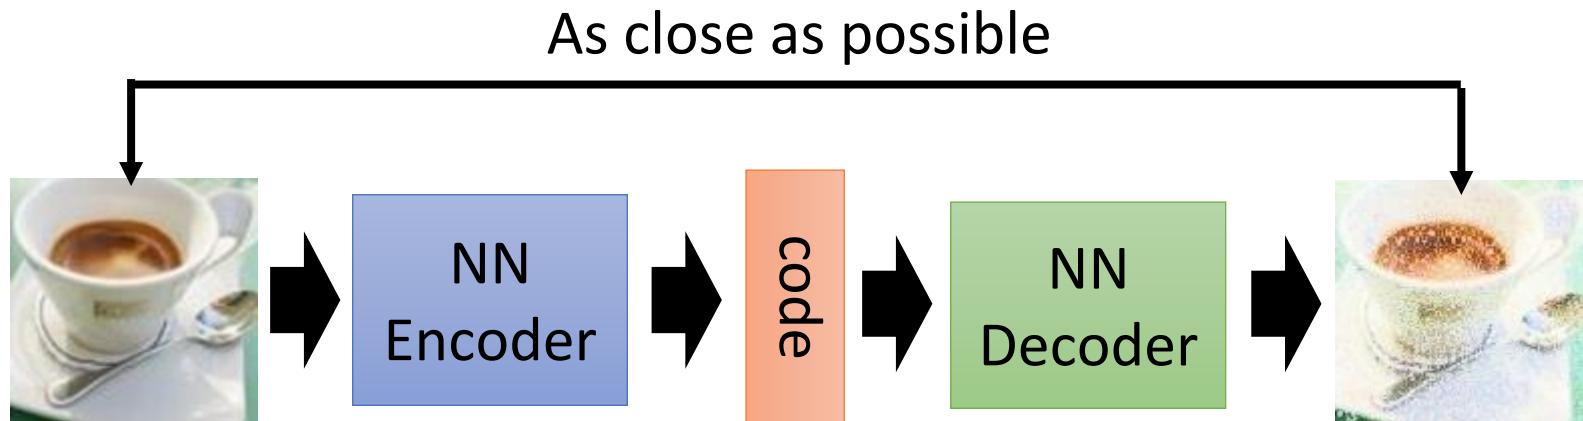 As close as possible
NN
Encoder
code
NN
Decoder